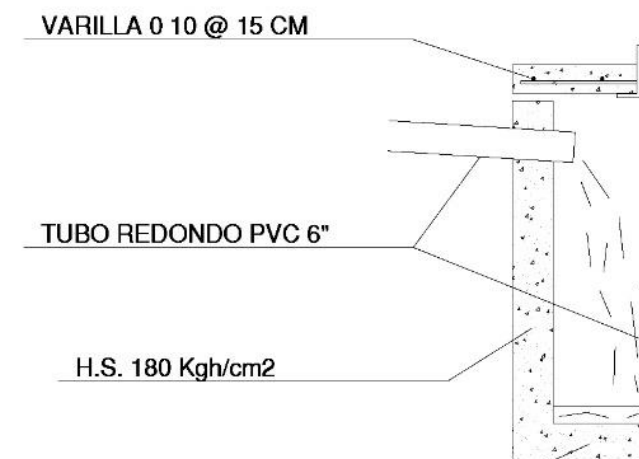 VARILLA 0 10 @ 15 CM
TUBO REDONDO PVC 6"
H.S. 180 Kgh/cm2